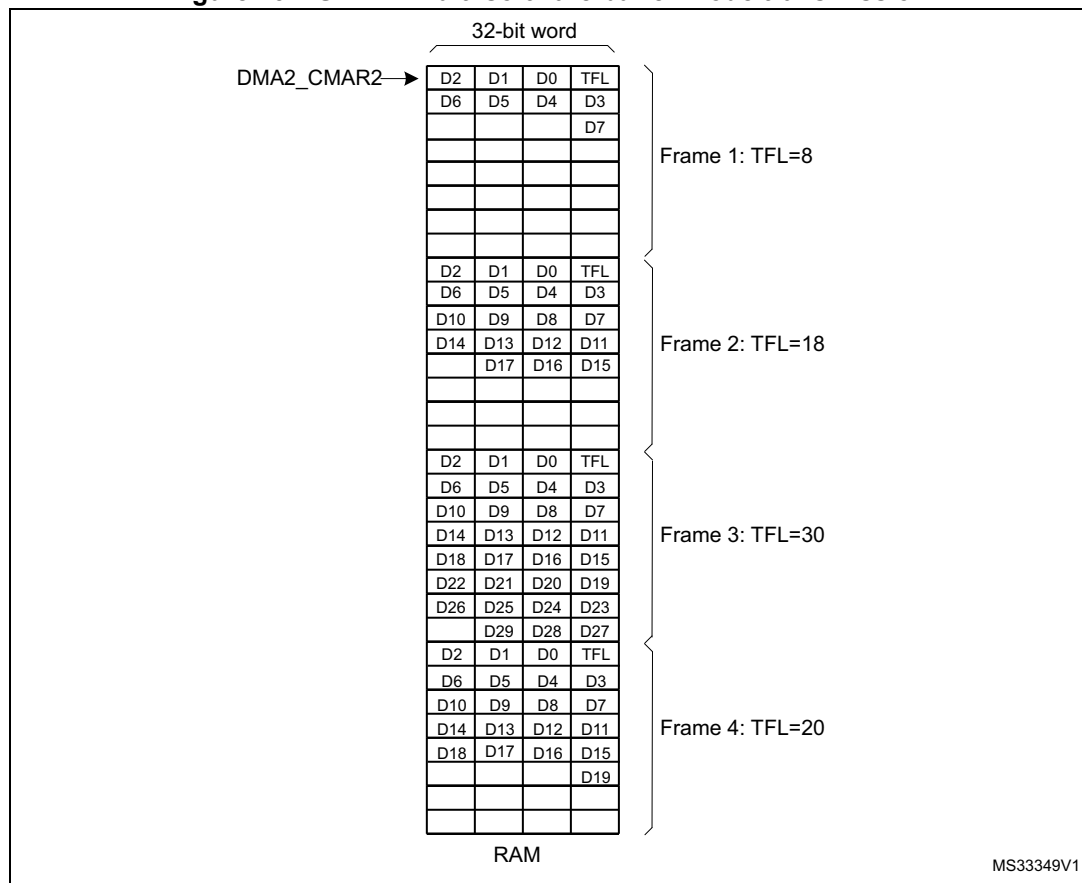 32-bit word
DMA2_CMAR2
D2 D1 D0 TFL
D6 D5 D4 D3
D7
Frame 1: TFL=8
D2 D1 D0 TFL
D6 D5 D4 D3
D10 D9 D8 D7
D14 D13 D12 D11
Frame 2: TFL=18
D17 D16 D15
D2 D1 D0 TFL
D6 D5 D4 D3
D10 D9 D8 D7
D14 D13 D12 D11
Frame 3: TFL=30
D18 D17 D16 D15
D22 D21 D20 D19
D26 D25 D24 D23
D29 D28 D27
D2 D1 D0 TFL
D6 D5 D4 D3
D10 D9 D8 D7
D14 D13 D12 D11
Frame 4: TFL=20
D18 D17 D16 D15
D19
RAM
MS33349V1